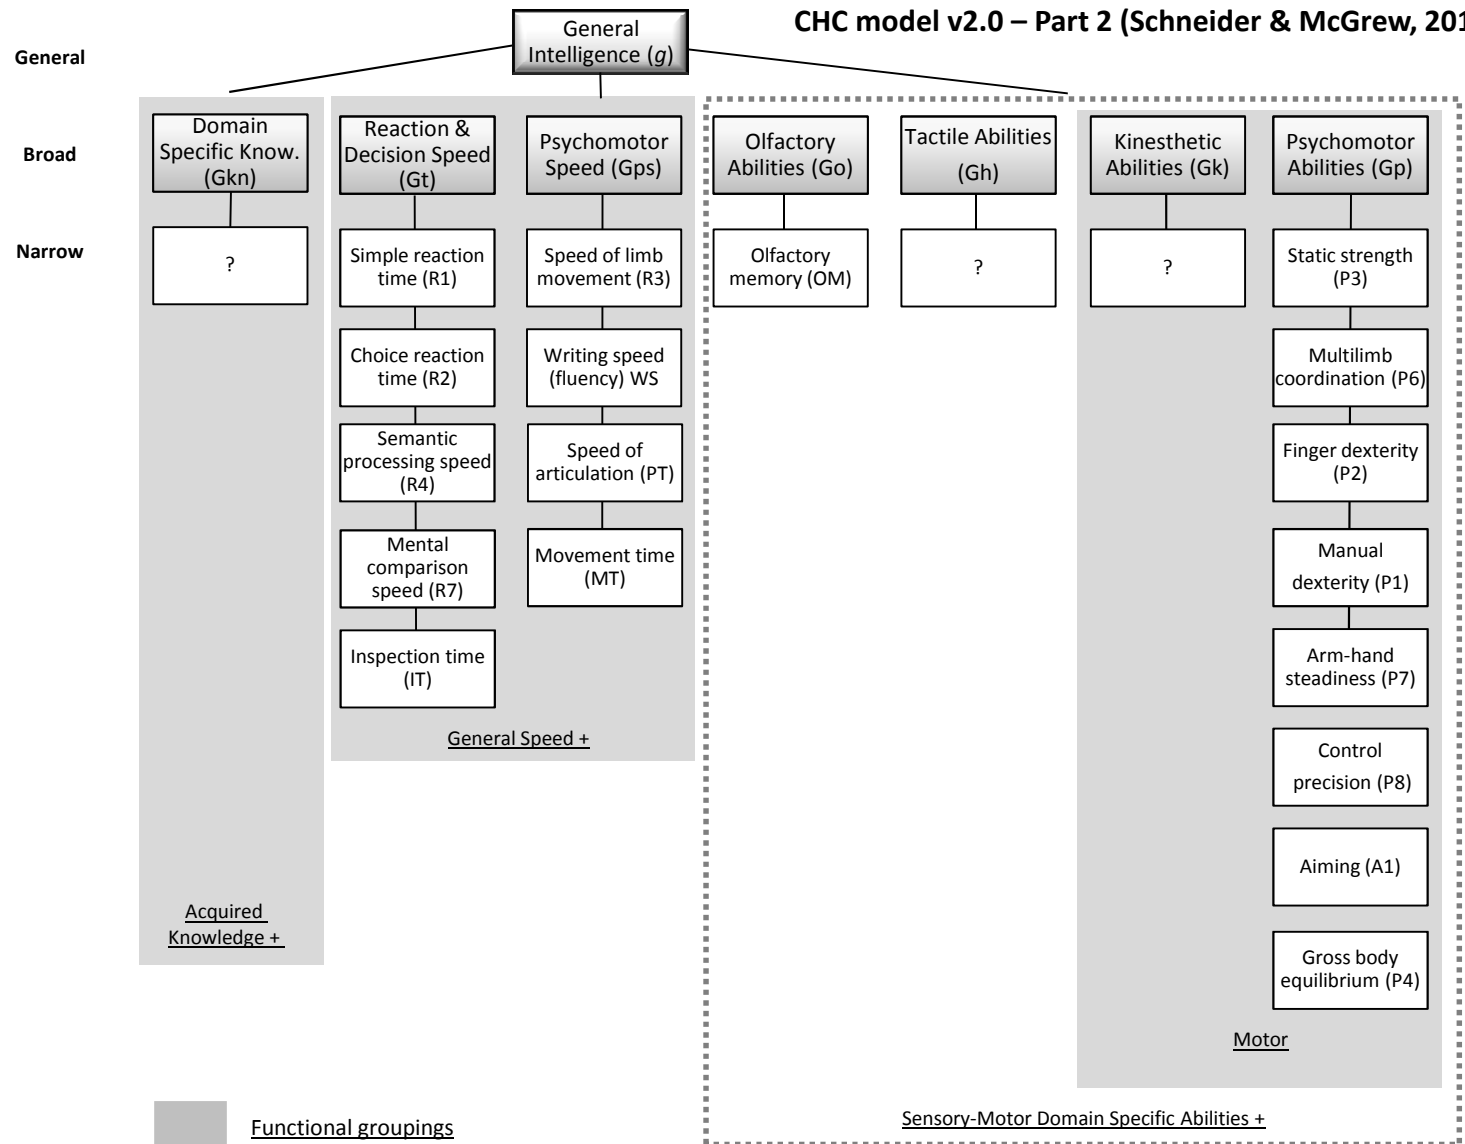 CHC model v2.0 – Part 2 (Schneider & McGrew, 201
General
General
Intelligence (g)
Broad
Domain
Specific Know.
(Gkn)
Reaction &
Decision Speed
(Gt)
Psychomotor
Speed (Gps)
Olfactory
Abilities (Go)
Tactile Abilities
(Gh)
Kinesthetic
Abilities (Gk)
Psychomotor
Abilities (Gp)
Narrow
?
Simple reaction
time (R1)
Speed of limb
movement (R3)
Olfactory
memory (OM)
?
?
Static strength
(P3)
Choice reaction
time (R2)
Writing speed
(fluency) WS
Multilimb
coordination (P6)
Semantic
processing speed
(R4)
Speed of
articulation (PT)
Finger dexterity
(P2)
Mental
comparison
speed (R7)
Movement time
(MT)
Manual
dexterity (P1)
Inspection time
(IT)
Arm-hand
steadiness (P7)
General Speed +
Control
precision (P8)
Aiming (A1)
Acquired
Knowledge +
Gross body
equilibrium (P4)
Motor
Functional groupings
Sensory-Motor Domain Specific Abilities +